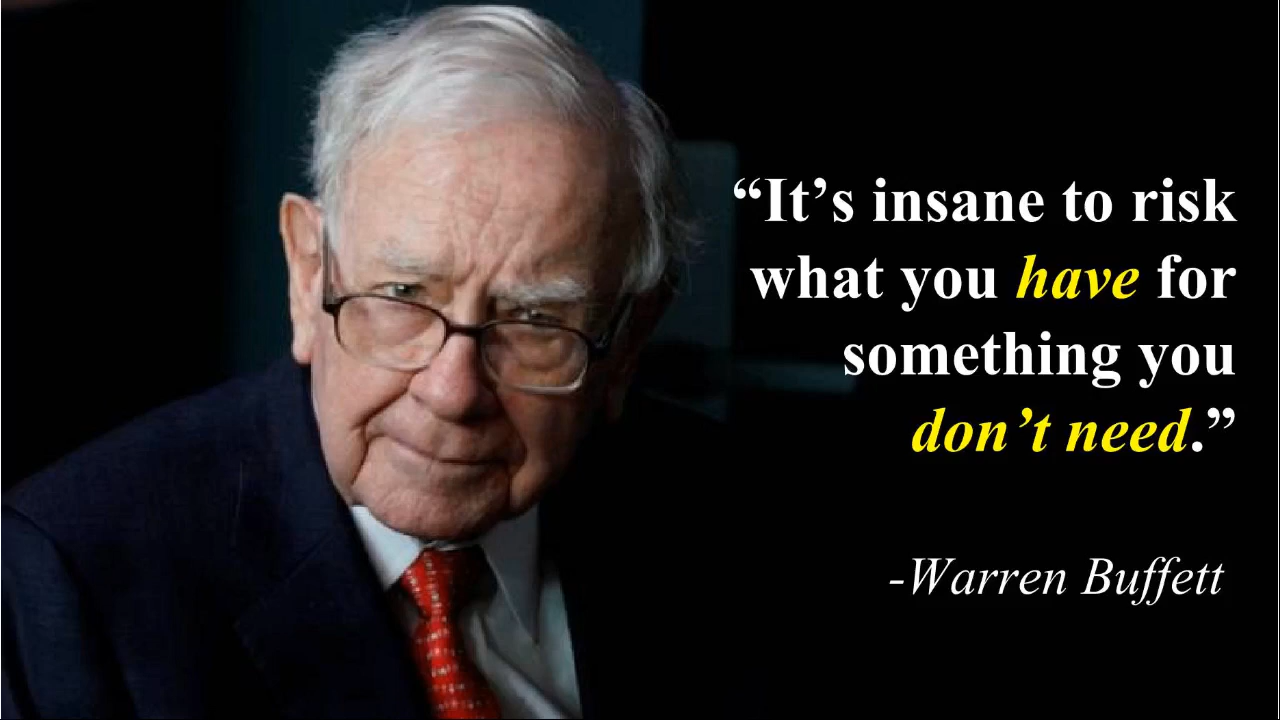 “It’s insane to risk
what you have for
something you
don’t need.”
-Warren Buffett